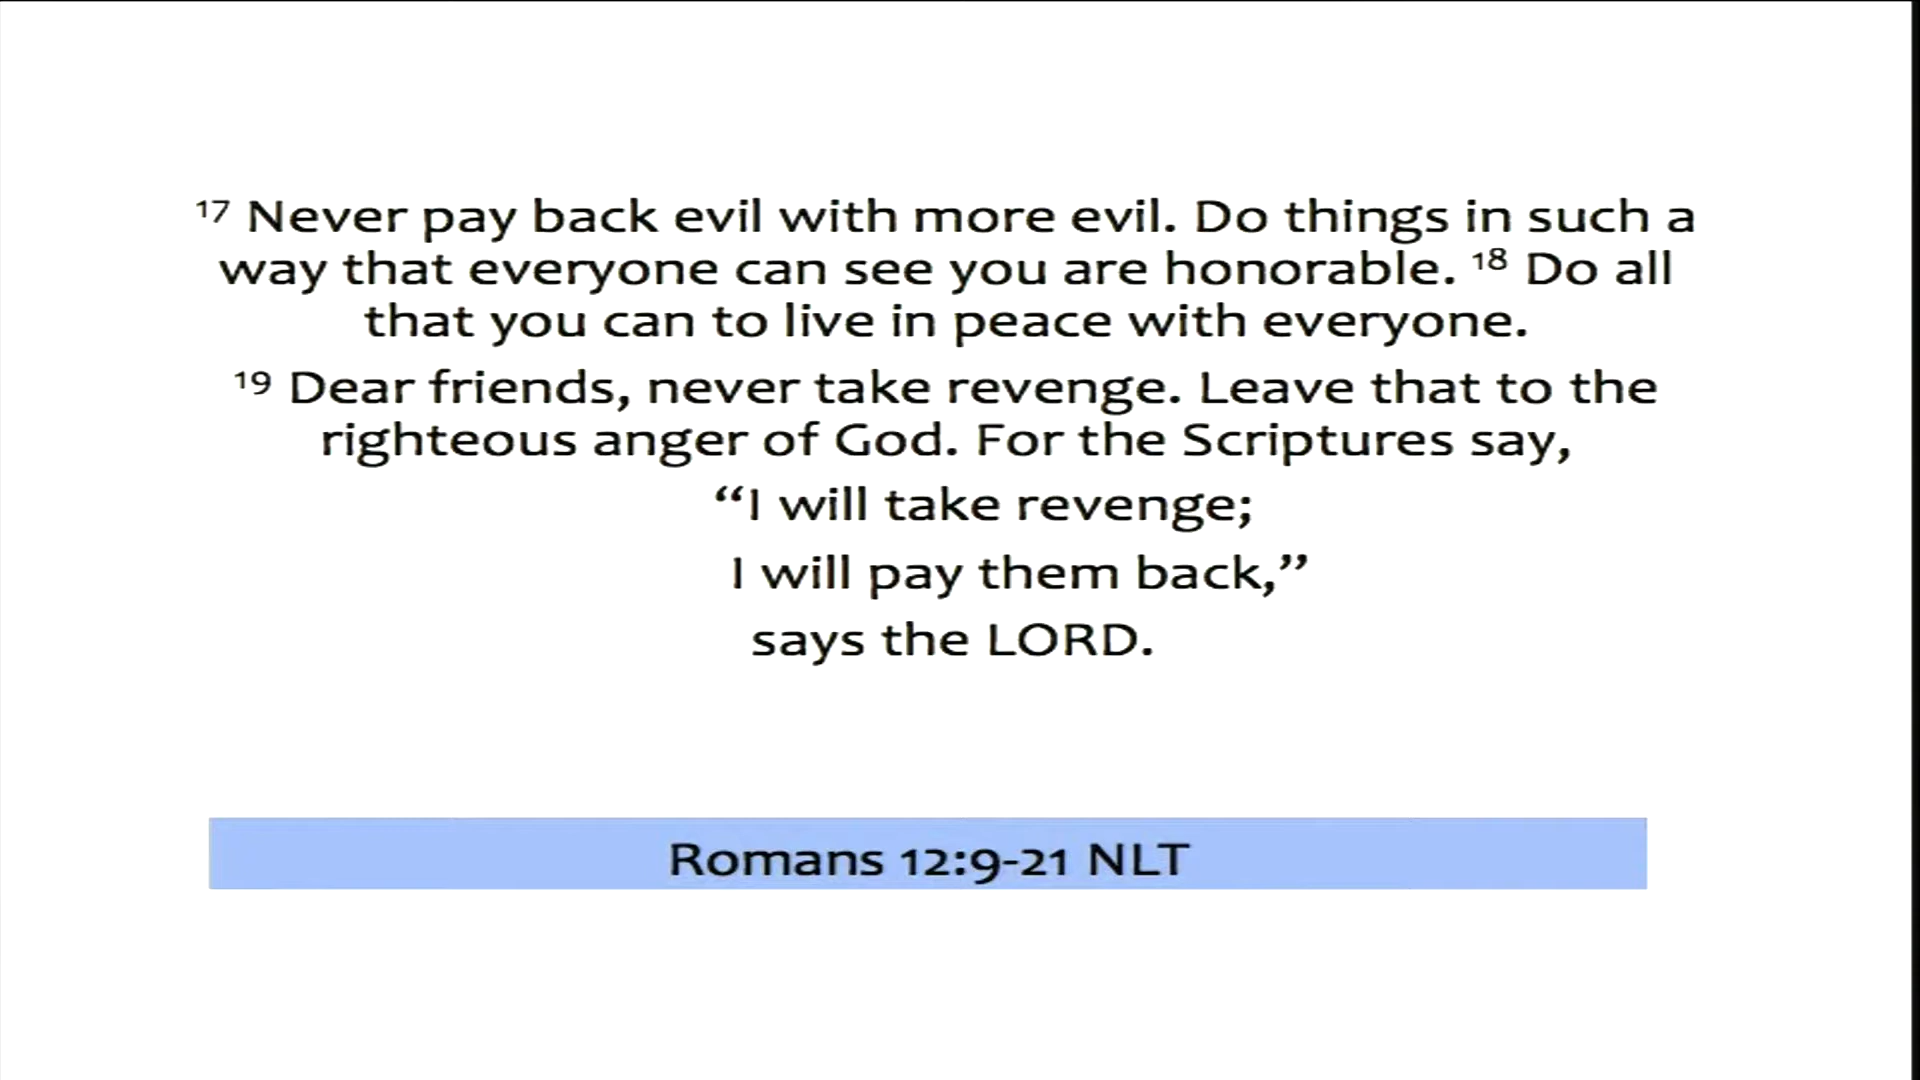 17 Never pay back evil with more evil. Do things in such a
way that everyone can see you are honorable. 18 Do all
that you can to live in peace with everyone.
19 Dear friends, never take revenge. Leave that to the
righteous anger of God. For the Scriptures say,
“I will take revenge;
I will pay them back,”
says the LORD.
Romans 12:9-21 NLT